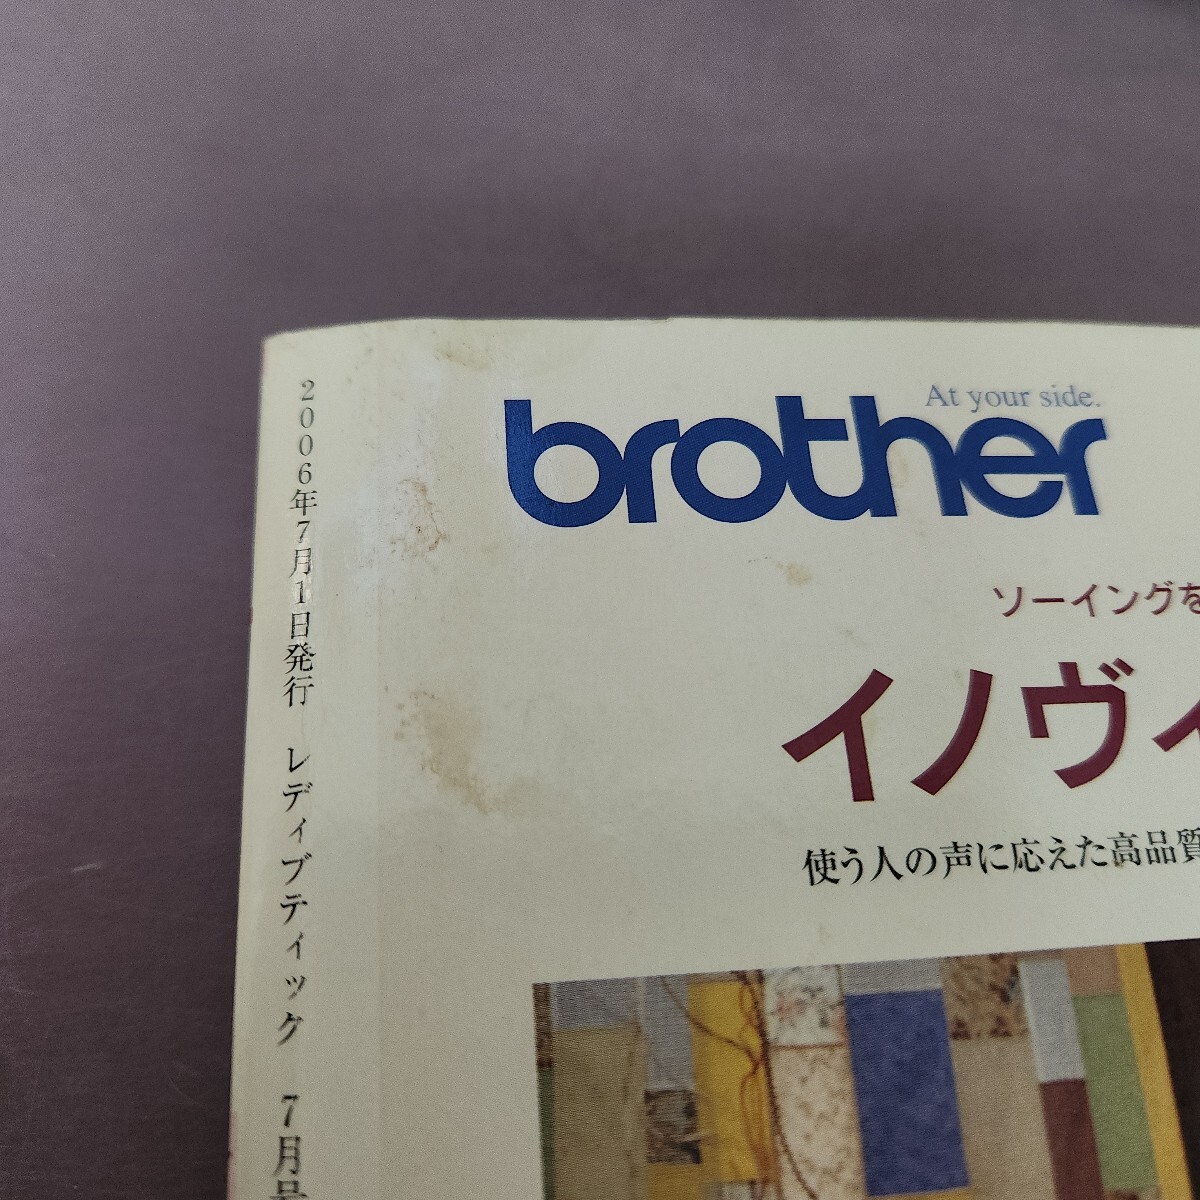 2006年7月1日発行 レディブティック 7月号
At your side.
brother
ソーイングを
イノヴィ
使う人の声に応えた高品質